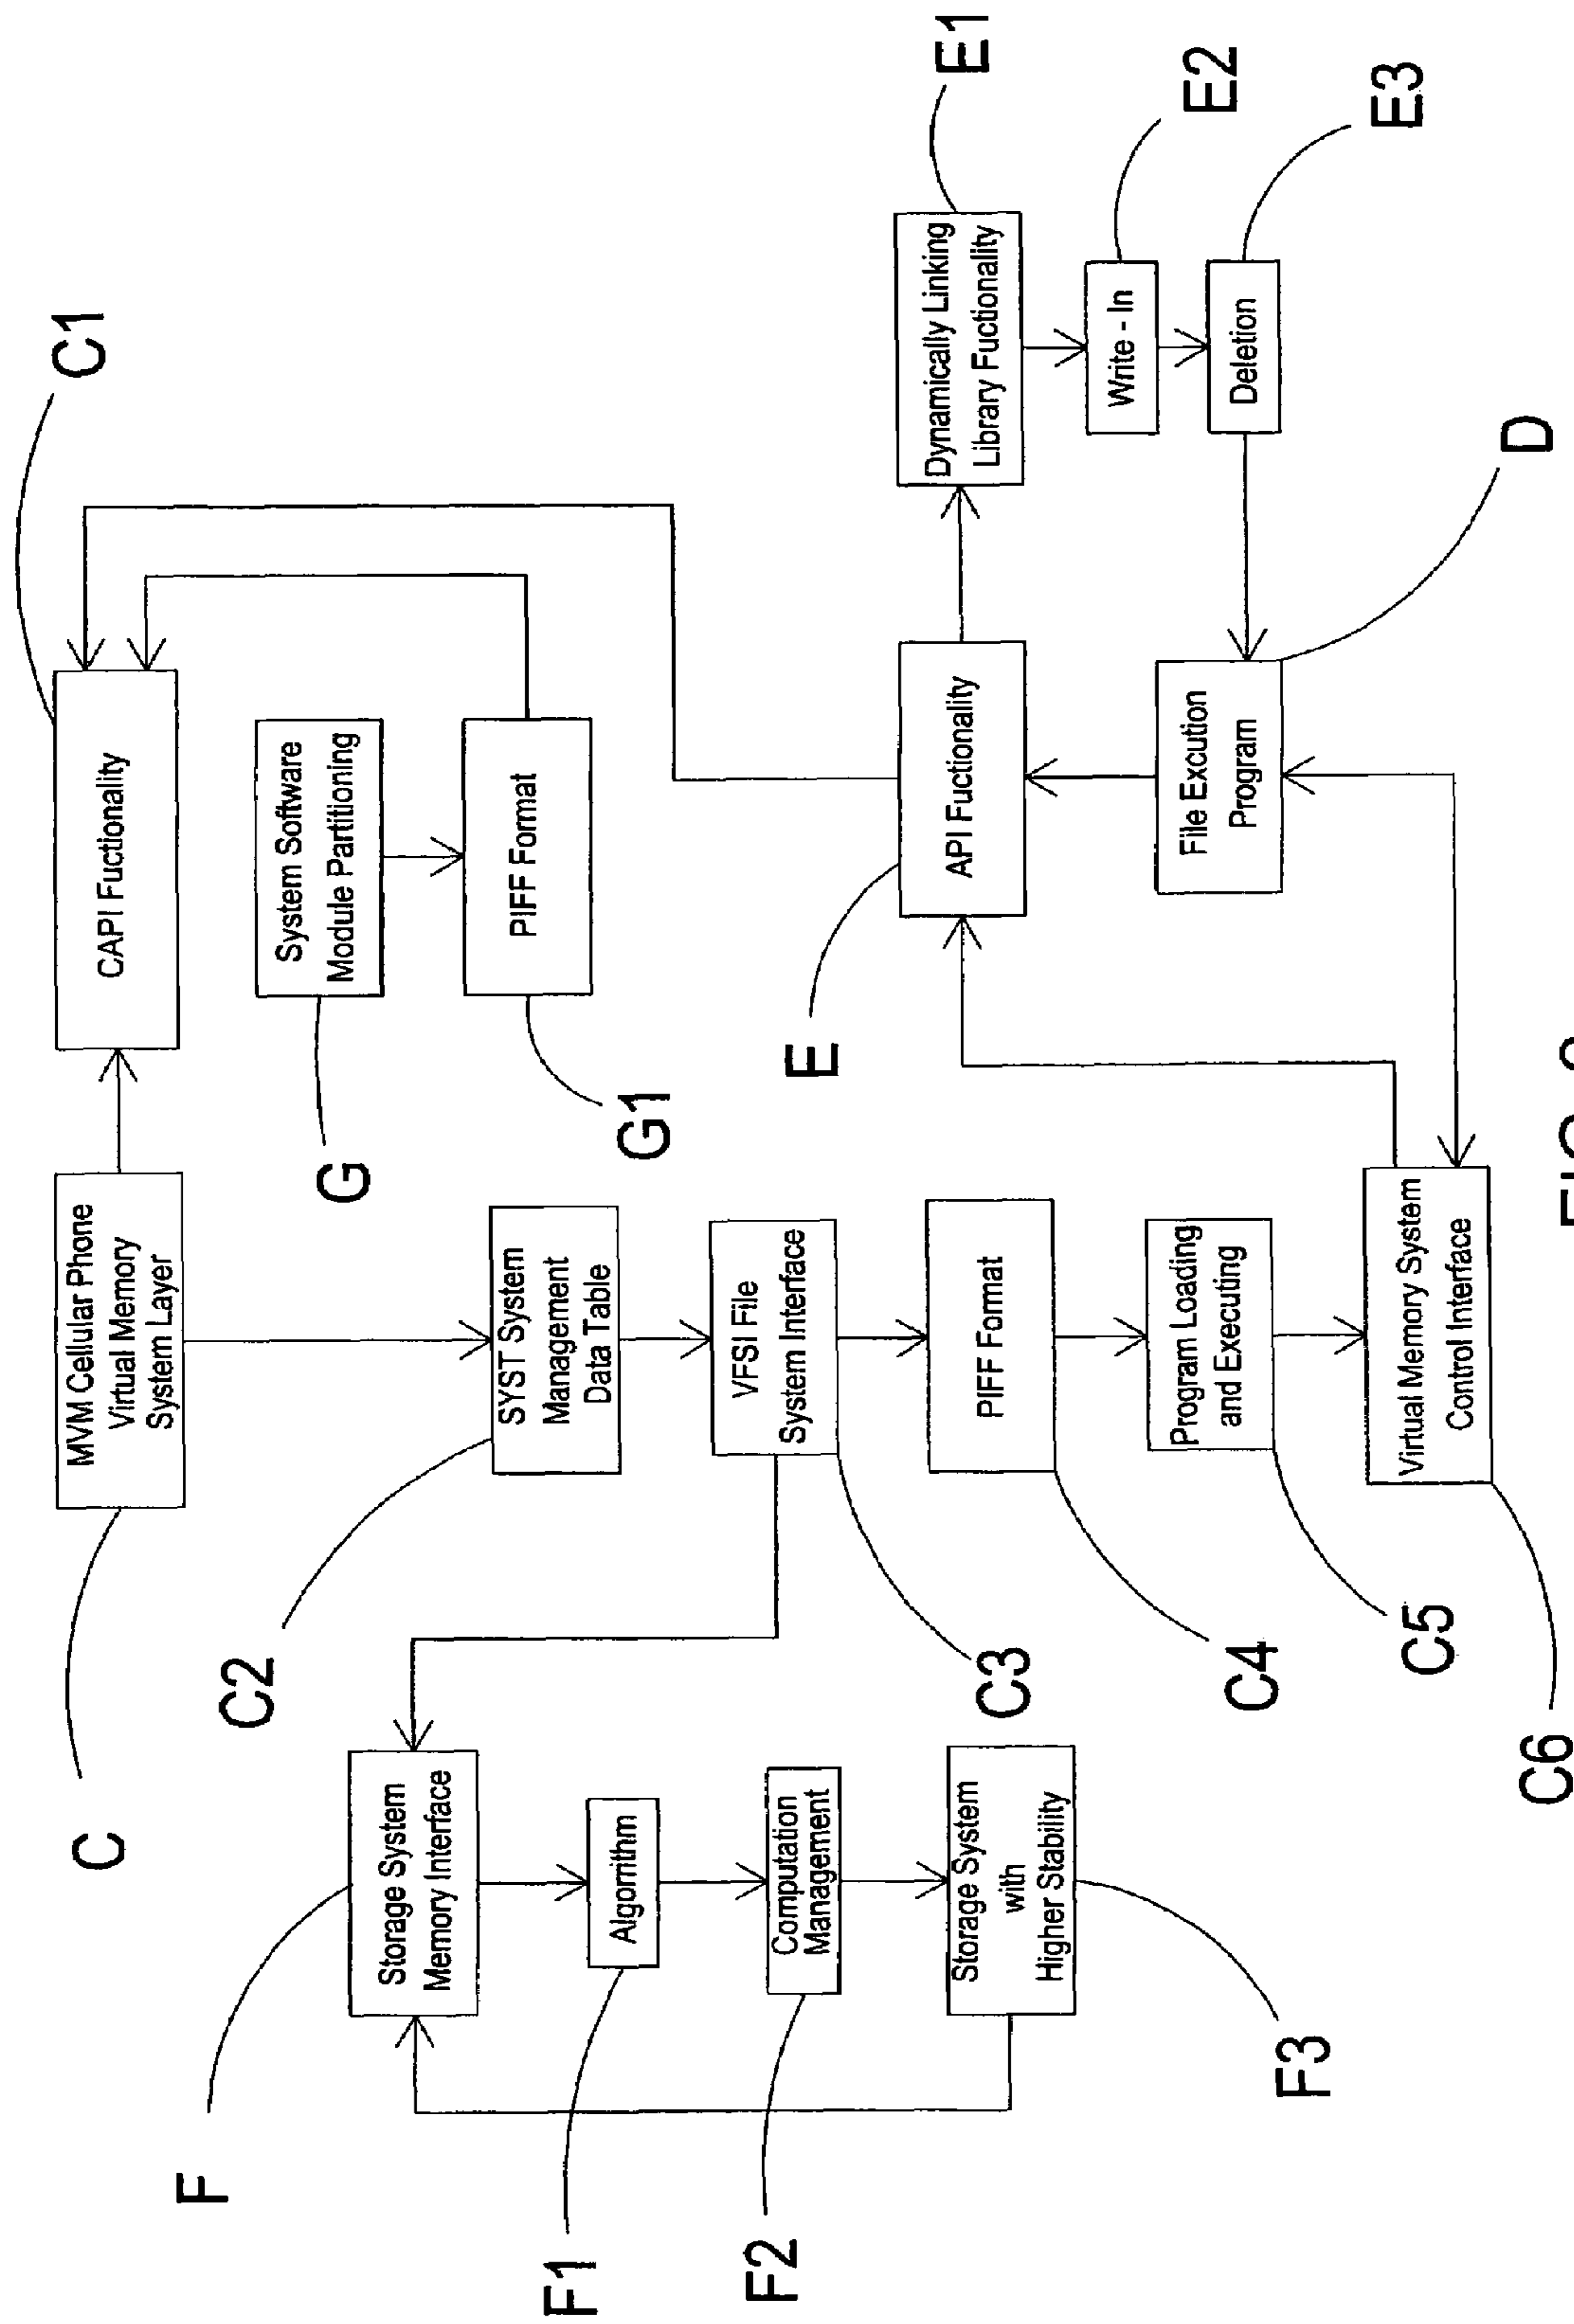 C
C1
MVM Cellular Phone
Virtual Memory
System Layer
CAPI Fuctionality
F
C2
G
System Software
Module Partitioning
Storage System
Memory Interface
SYST System
Management
Data Table
G1
PIFF Format
F1
Algorithm
F2
VFSI File
System Interface
Computation
Management
E
E1
C3
PIFF Format
API Fuctionality
Dynamically Linking
Library Fuctionality
Storage System
with
Higher Stability
E2
Write - In
C4
F3
Program Loading
and Executing
File Excution
Program
Deletion
E3
C5
Virtual Memory System
Control Interface
D
C6